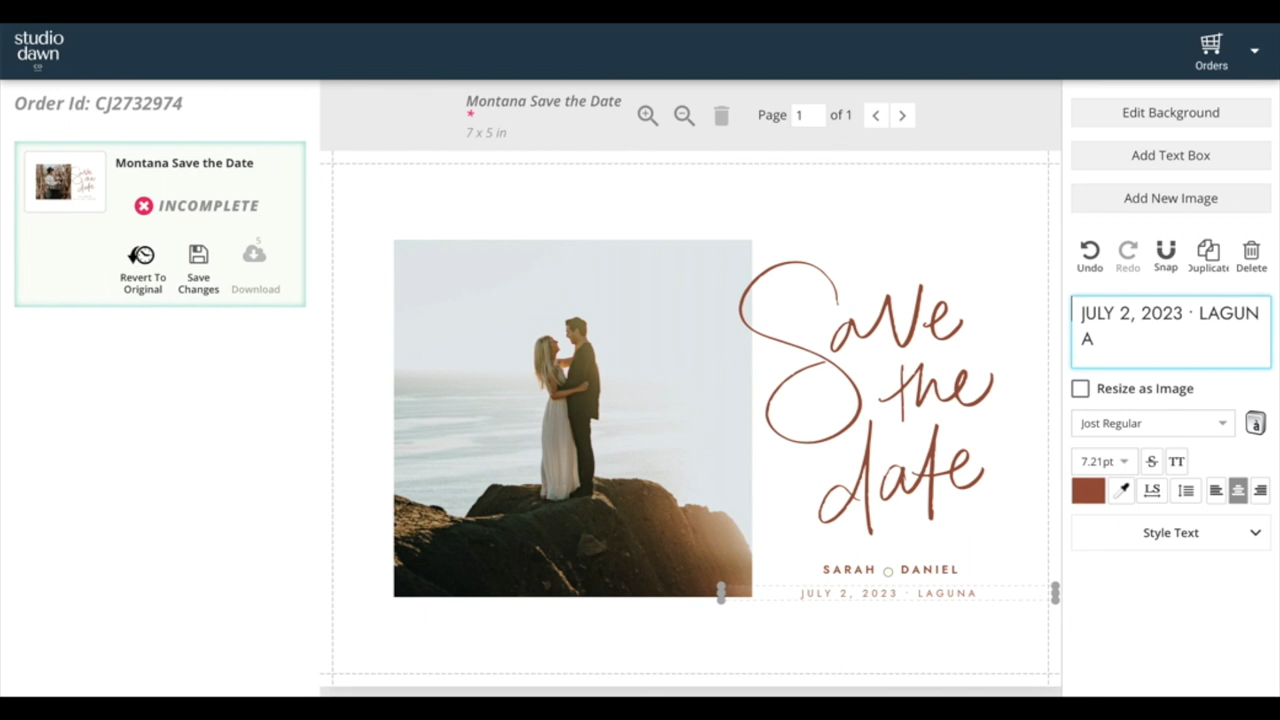 studio
dawn
co
Orders
Order Id: CJ2732974
Montana Save the Date
INCOMPLETE
Revert To
Original
Save
Changes
5
Download
Montana Save the Date
*
7 x 5 in
Page 1 of 1
Save
the
date
SARAH DANIEL
JULY 2, 2023 · LAGUNA
Edit Background
Add Text Box
Add New Image
Undo
Redo
Snap
Duplicate
Delete
JULY 2, 2023 · LAGUN
A
Resize as Image
Jost Regular
a
7.21pt
S
TT
LS
Style Text